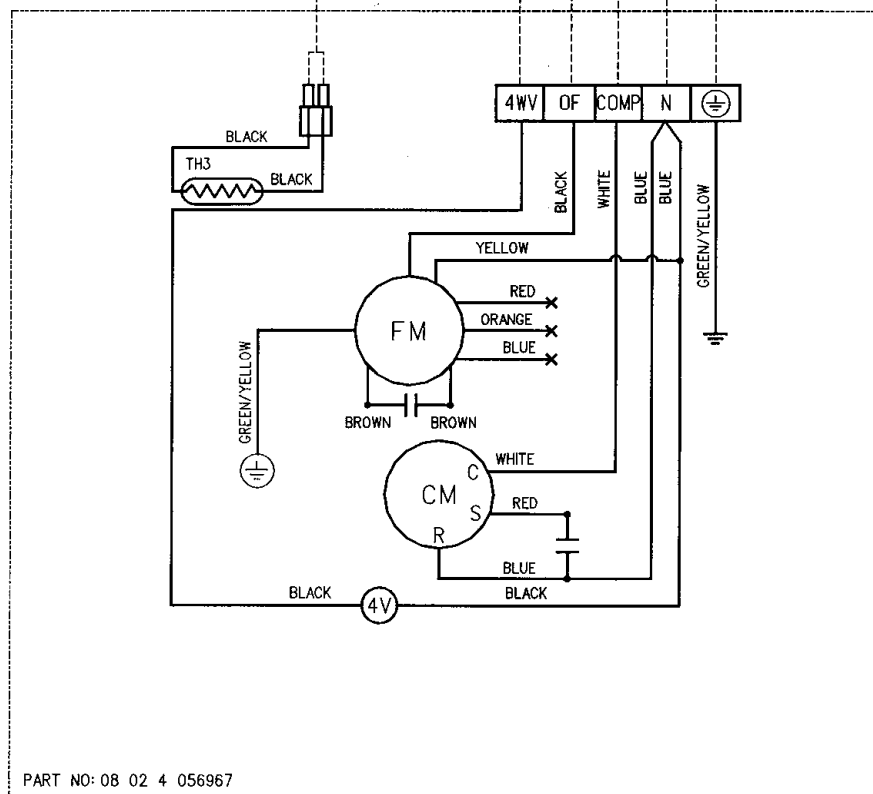 4WV OF COMP N
BLACK
TH3
BLACK
BLACK
WHITE
BLUE
BLUE
GREEN/YELLOW
YELLOW
RED
ORANGE
BLUE
FM
GREEN/YELLOW
BROWN BROWN
WHITE
C
CM
RED
S
R
BLUE
BLACK
4V
BLACK
PART NO: 08 02 4 056967